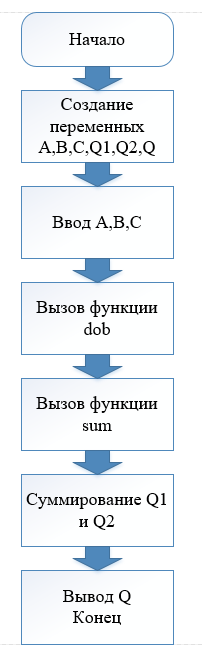 Начало
Создание
переменных
A,B,C,Q1,Q2,Q
Ввод A,B,C
Вызов функции
dob
Вызов функции
sum
Суммирование Q1
и Q2
Вывод Q
Конец